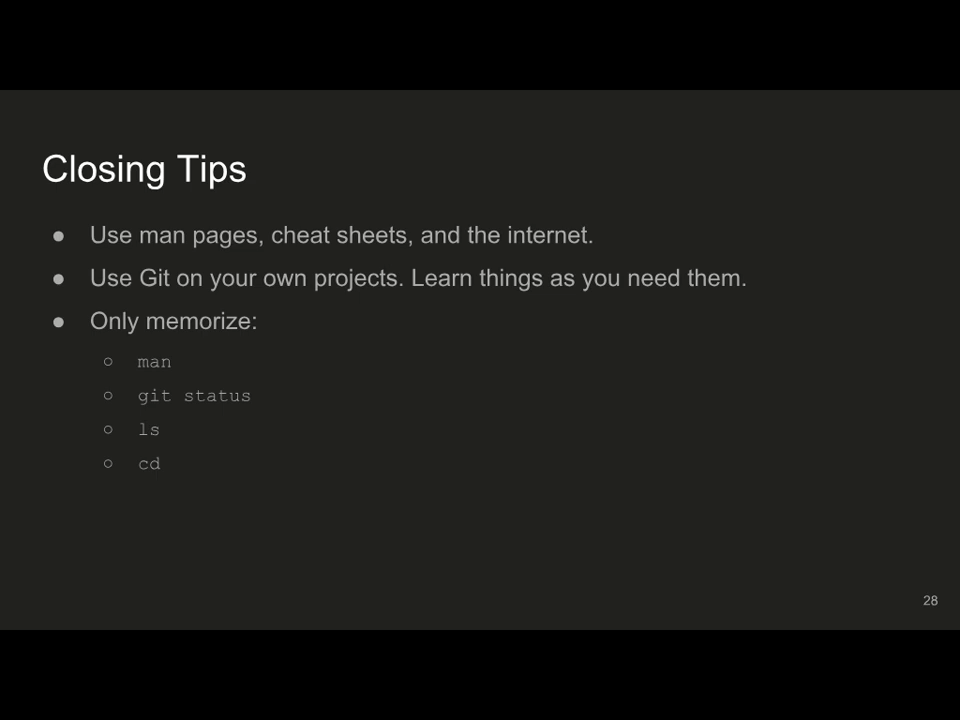 Closing Tips
● Use man pages, cheat sheets, and the internet.
● Use Git on your own projects. Learn things as you need them.
● Only memorize:
○ man
○ git status
○ ls
○ cd
28